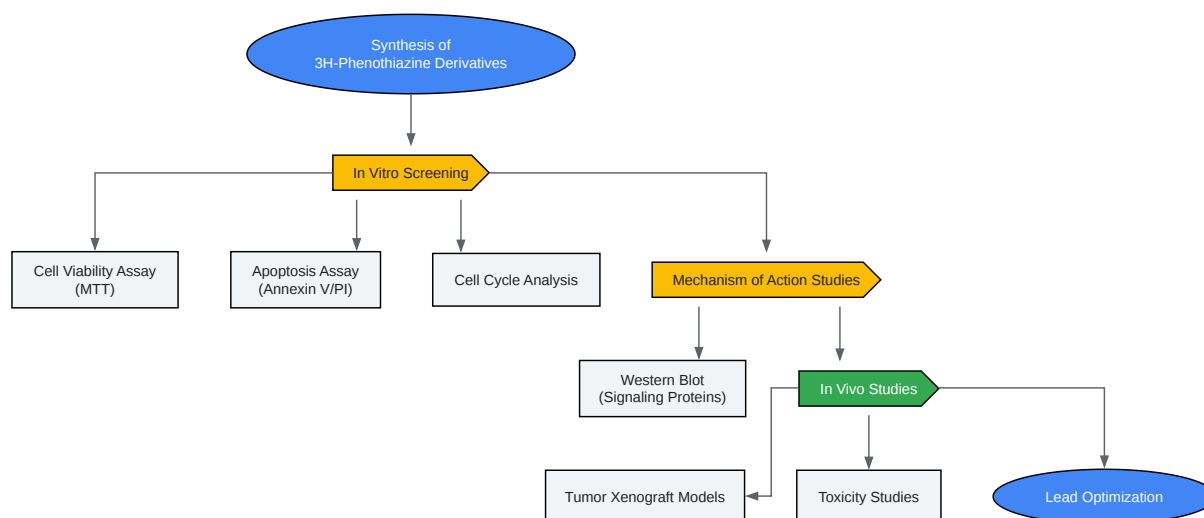 Synthesis of
3H-Phenothiazine Derivatives
In Vitro Screening
Cell Viability Assay
(MTT)
Apoptosis Assay
(Annexin V/PI)
Cell Cycle Analysis
Mechanism of Action Studies
Western Blot
(Signaling Proteins)
In Vivo Studies
Tumor Xenograft Models
Toxicity Studies
Lead Optimization